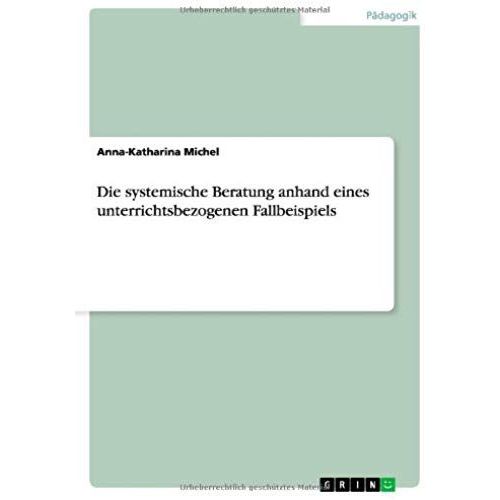 Urheberrechtlich geschütztes Material
Pädagogik
Anna-Katharina Michel
Die systemische Beratung anhand eines
unterrichtsbezogenen Fallbeispiels
GRIN
Urheberrechtlich geschütztes Material